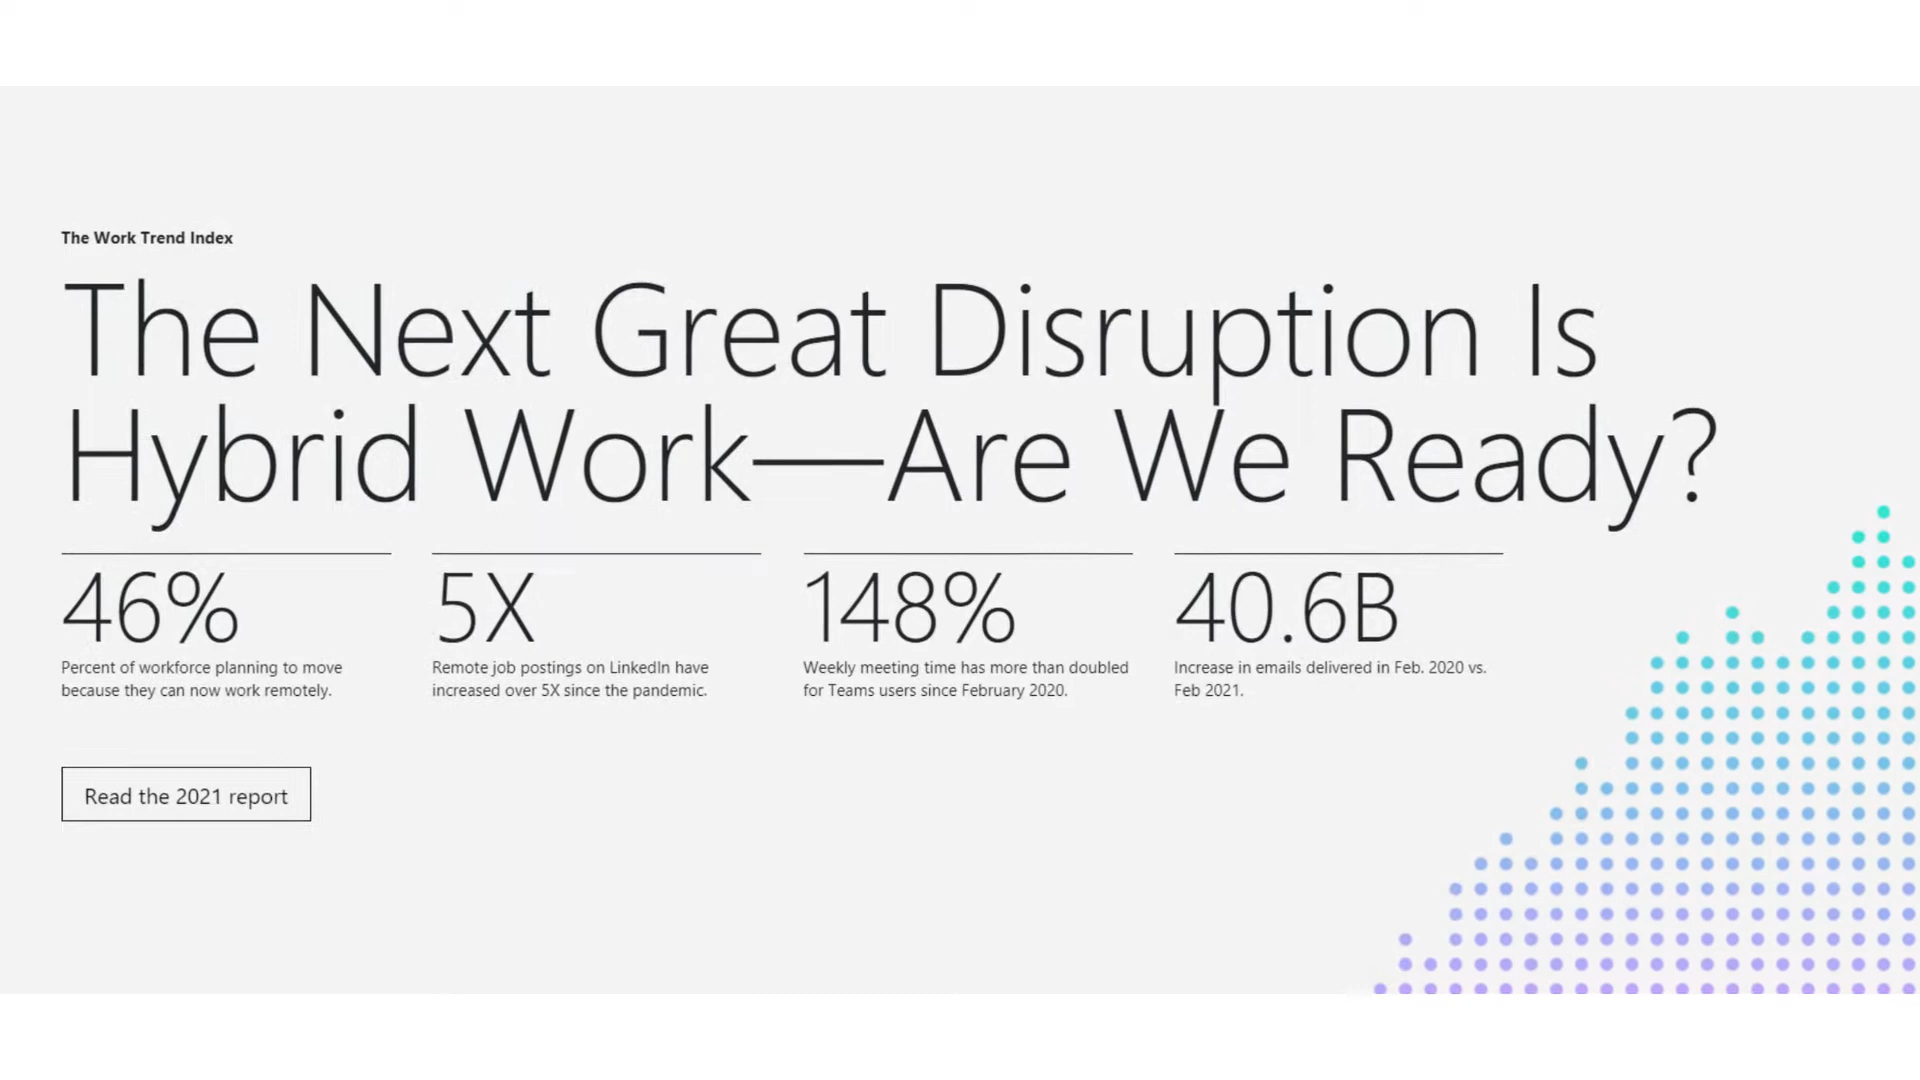 The Work Trend Index
The Next Great Disruption Is
Hybrid Work—Are We Ready?
46%
Percent of workforce planning to move
because they can now work remotely.
5X
Remote job postings on LinkedIn have
increased over 5X since the pandemic.
148%
Weekly meeting time has more than doubled
for Teams users since February 2020.
40.6B
Increase in emails delivered in Feb. 2020 vs.
Feb 2021.
Read the 2021 report